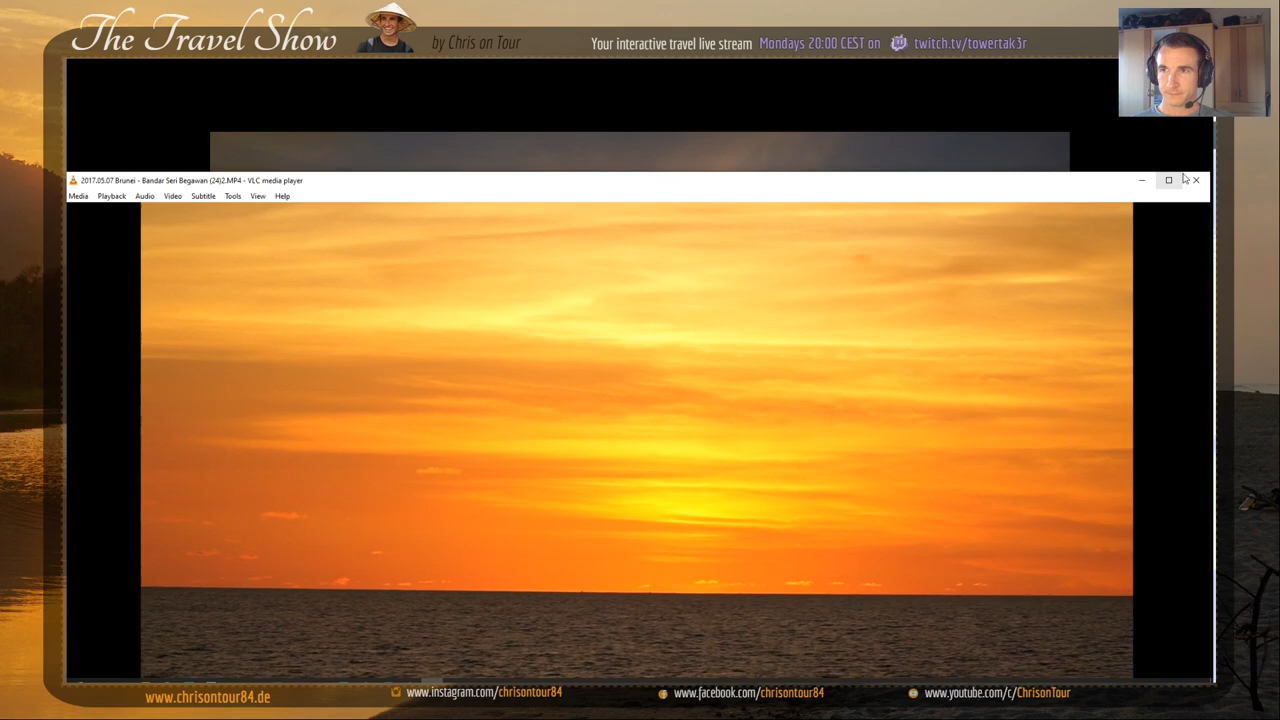 The Travel Show
by Chris on Tour
Your interactive travel live stream Mondays 20:00 CEST on twitch.tv/towertak3r
2017.05.07 Brunei - Bandar Seri Begawan (24)2.MP4 - VLC media player
Media Playback Audio Video Subtitle Tools View Help
www.chrisontour84.de
www.instagram.com/chrisontour84
www.facebook.com/chrisontour84
www.youtube.com/c/ChrisonTour